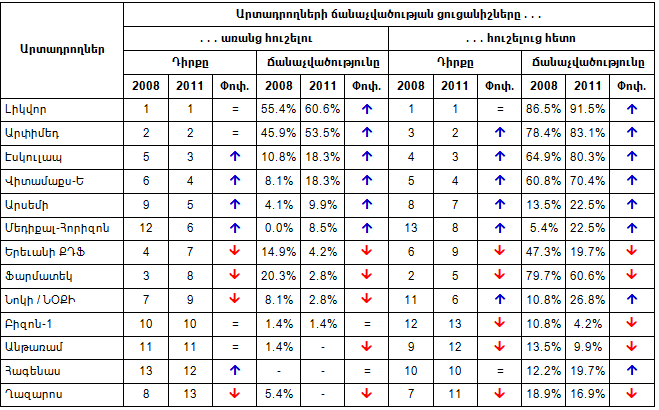 Արտադրողներ
Արտադրողների ճանաչվածության ցուցանիշները . . .
. . . առանց հուշելու . . . հուշելուց հետո
Դիրքը Ճանաչվածությունը Դիրքը Ճանաչվածությունը
2008 2011 Փոփ. 2008 2011 Փոփ. 2008 2011 Փոփ. 2008 2011 Փոփ.
Լիկվոր 1 1 = 55.4% 60.6% ↑ 1 1 = 86.5% 91.5% ↑
Արփիմեդ 2 2 = 45.9% 53.5% ↑ 3 2 ↑ 78.4% 83.1% ↑
Էսկուլապ 5 3 ↑ 10.8% 18.3% ↑ 4 3 ↑ 64.9% 80.3% ↑
Վիտամաքս-Ե 6 4 ↑ 8.1% 18.3% ↑ 5 4 ↑ 60.8% 70.4% ↑
Արսեմի 9 5 ↑ 4.1% 9.9% ↑ 8 7 ↑ 13.5% 22.5% ↑
Մեդիքալ-Հորիզոն 12 6 ↑ 0.0% 8.5% ↑ 13 8 ↑ 5.4% 22.5% ↑
Երեւանի ՔԴՖ 4 7 ↓ 14.9% 4.2% ↓ 6 9 ↓ 47.3% 19.7% ↓
Ֆարմատեկ 3 8 ↓ 20.3% 2.8% ↓ 2 5 ↓ 79.7% 60.6% ↓
Նոկի / ՆՕՔԻ 7 9 ↓ 8.1% 2.8% ↓ 11 6 ↑ 10.8% 26.8% ↑
Բիզոն-1 10 10 = 1.4% 1.4% = 12 13 ↓ 10.8% 4.2% ↓
Անթառամ 11 11 = 1.4% - ↓ 9 12 ↓ 13.5% 9.9% ↓
Հագենաս 13 12 ↑ - - = 10 10 = 12.2% 19.7% ↑
Ղազարոս 8 13 ↓ 5.4% - ↓ 7 11 ↓ 18.9% 16.9% ↓